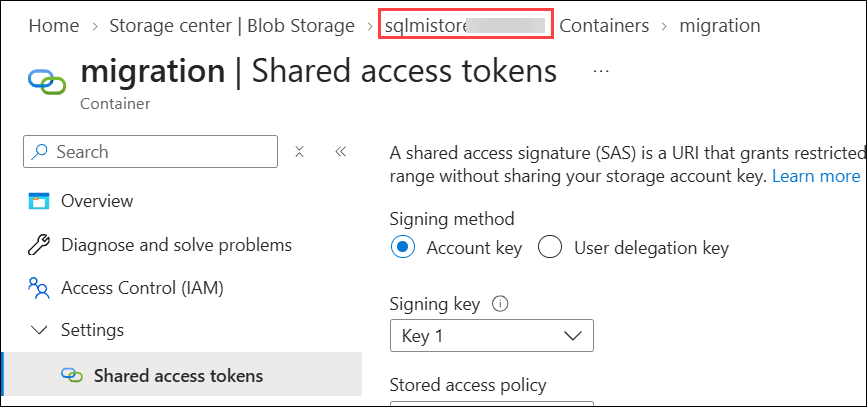 Home > Storage center | Blob Storage > sqlmistore Containers > migration
migration | Shared access tokens ...
Container
Search
Overview
Diagnose and solve problems
Access Control (IAM)
Settings
Shared access tokens
A shared access signature (SAS) is a URI that grants restricted
range without sharing your storage account key. Learn more
Signing method
Account key User delegation key
Signing key
Key 1
Stored access policy